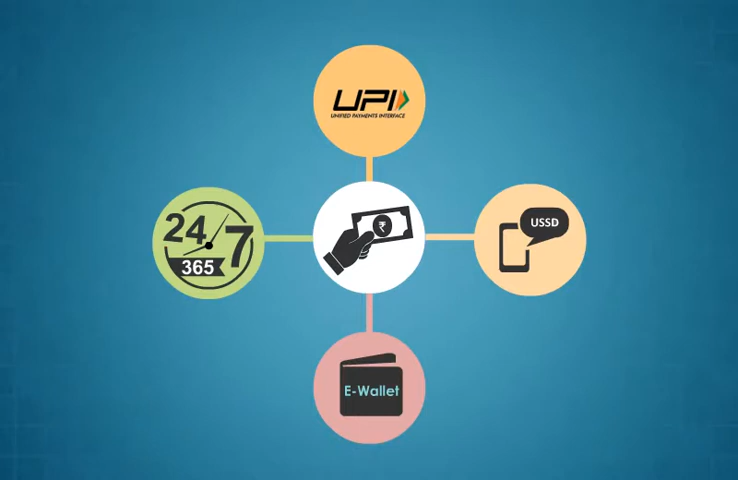 UPI
UNIFIED PAYMENTS INTERFACE
24
7
365
₹
USSD
E-Wallet